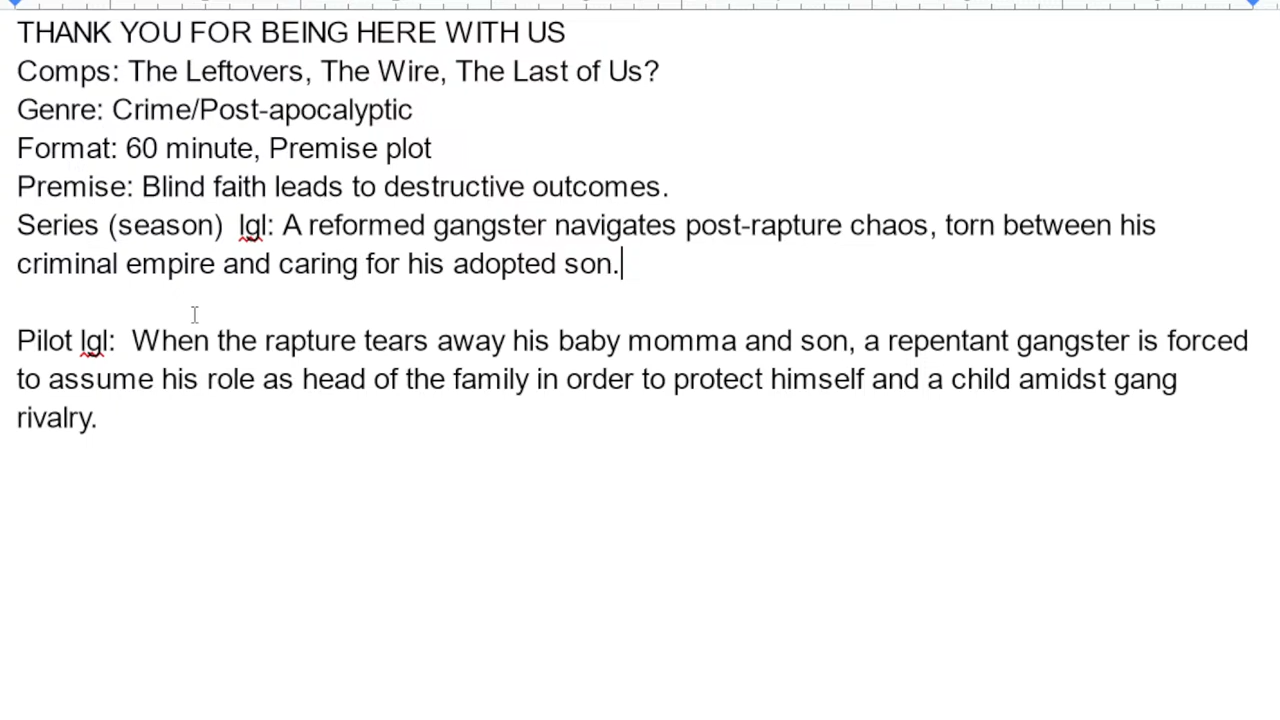 THANK YOU FOR BEING HERE WITH US
Comps: The Leftovers, The Wire, The Last of Us?
Genre: Crime/Post-apocalyptic
Format: 60 minute, Premise plot
Premise: Blind faith leads to destructive outcomes.
Series (season)  lgl: A reformed gangster navigates post-rapture chaos, torn between his
criminal empire and caring for his adopted son.
Pilot lgl:  When the rapture tears away his baby momma and son, a repentant gangster is forced
to assume his role as head of the family in order to protect himself and a child amidst gang
rivalry.